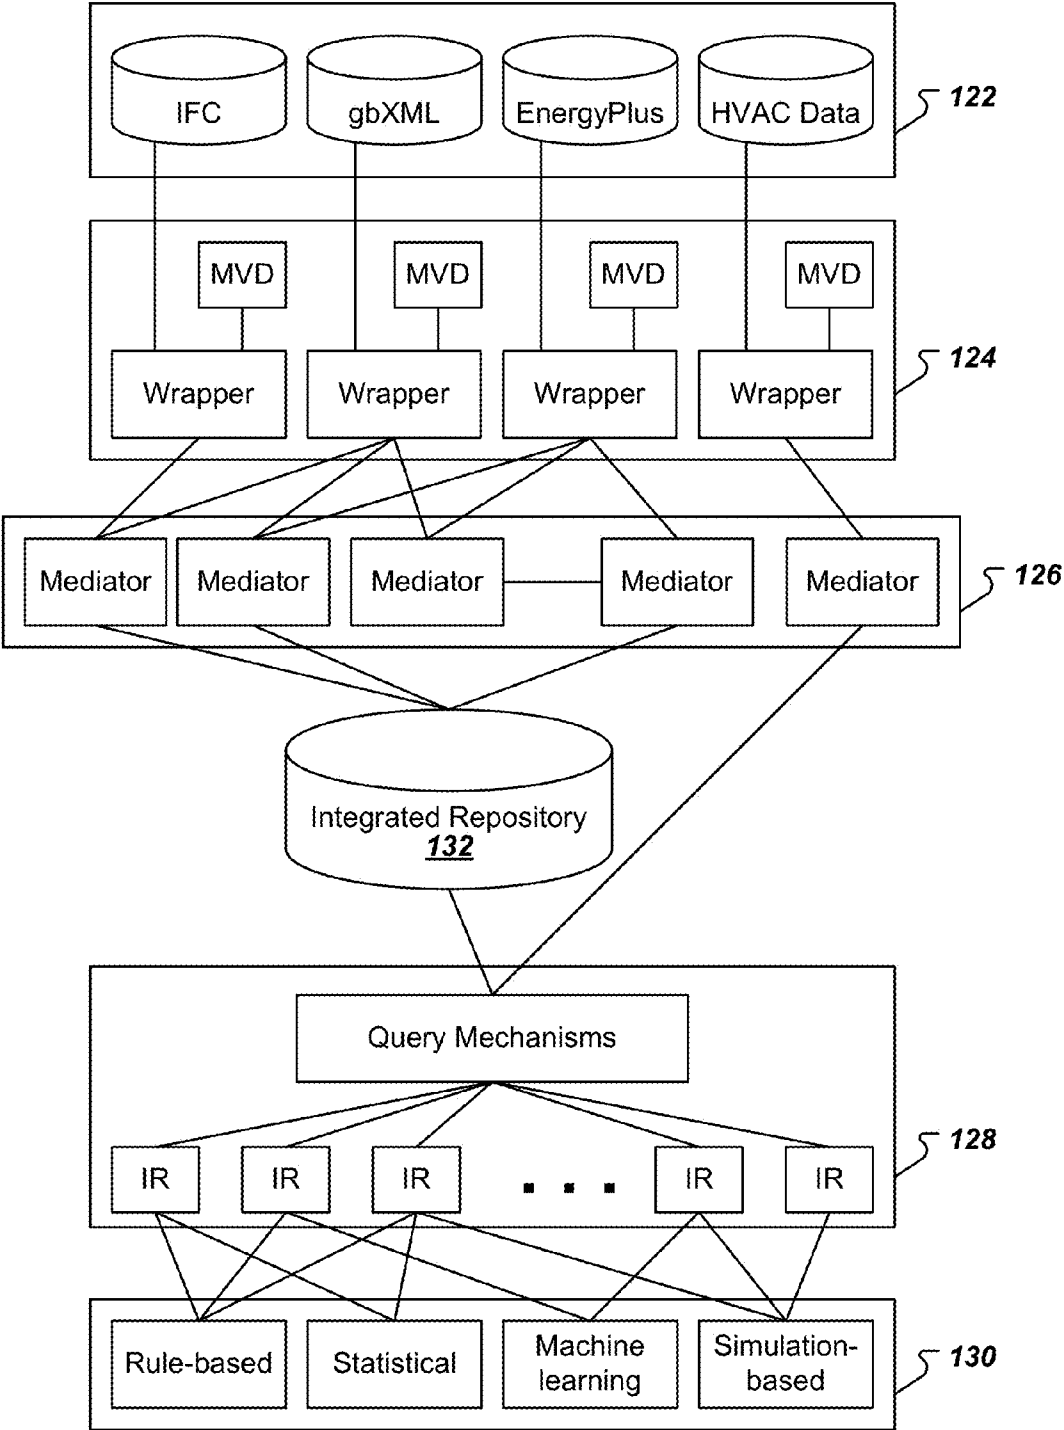 IFC gbXML EnergyPlus HVAC Data
122
MVD MVD MVD MVD
124
Wrapper Wrapper Wrapper Wrapper
Mediator Mediator Mediator Mediator Mediator
126
Integrated Repository
132
Query Mechanisms
128
IR IR IR . . . IR IR
Rule-based Statistical Machine learning Simulation-based
130